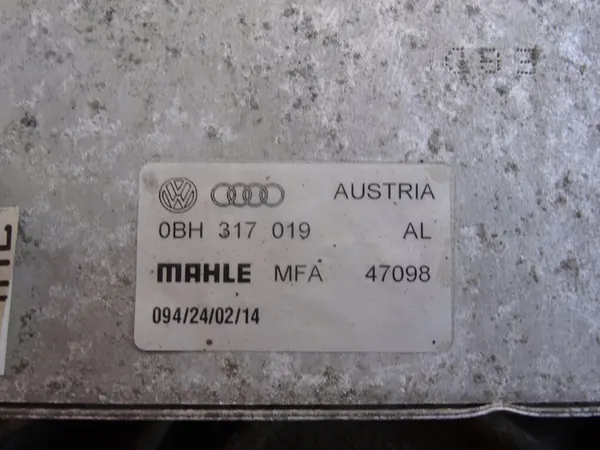 AUSTRIA
0BH 317 019 AL
MAHLE MFA 47098
094/24/02/14